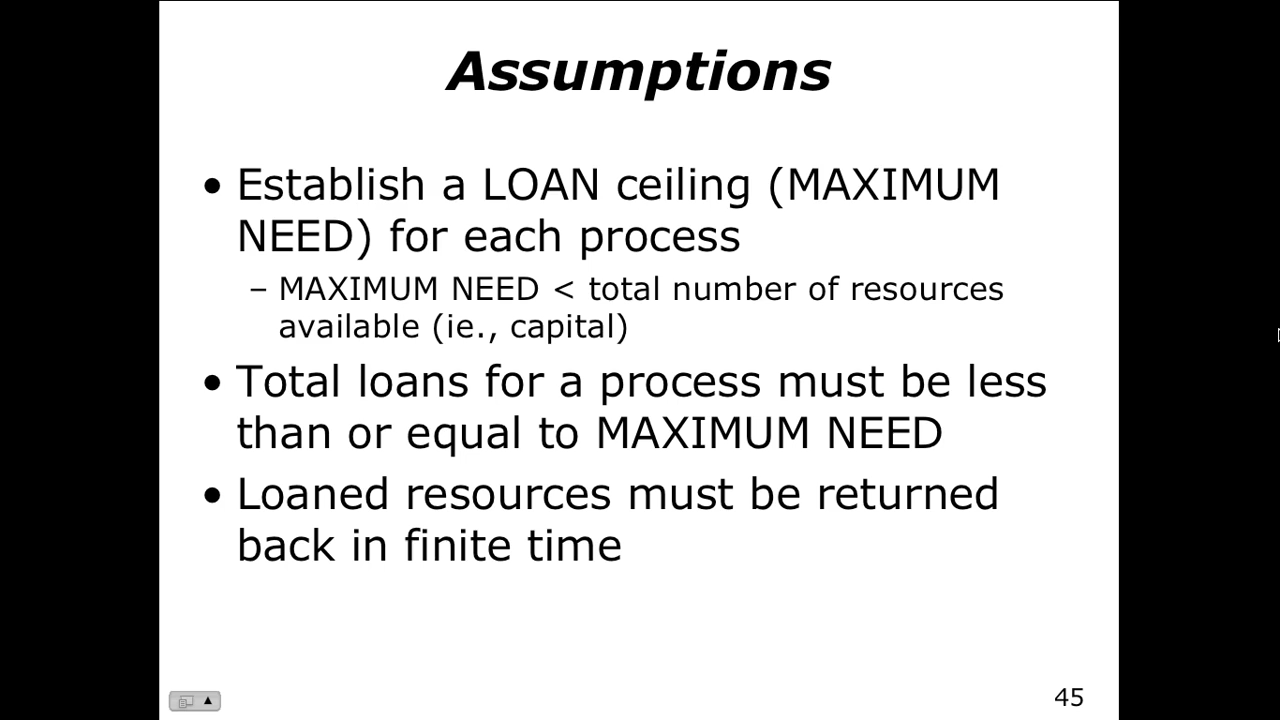 Assumptions
• Establish a LOAN ceiling (MAXIMUM
NEED) for each process
– MAXIMUM NEED < total number of resources
available (ie., capital)
• Total loans for a process must be less
than or equal to MAXIMUM NEED
• Loaned resources must be returned
back in finite time
45